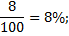 8/100 = 8%;